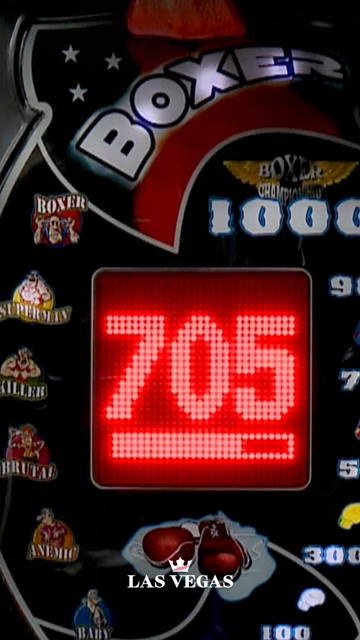 BOXER
BOXER
CHAMPIONSHIP
1000
BOXER
SUPERMAN
KILLER
705
BRUTAL
ANEMIC
300
LAS VEGAS
BABY
100